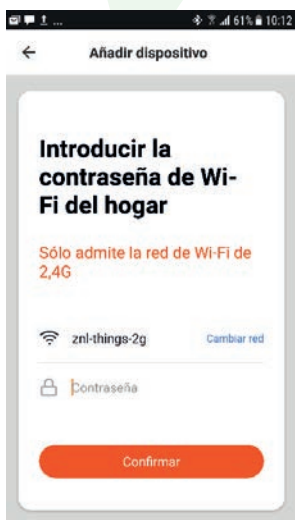 61% 10:12
Añadir dispositivo
Introducir la
contraseña de Wi-
Fi del hogar
Sólo admite la red de Wi-Fi de
2,4G
znl-things-2g Cambiar red
Contraseña
Confirmar